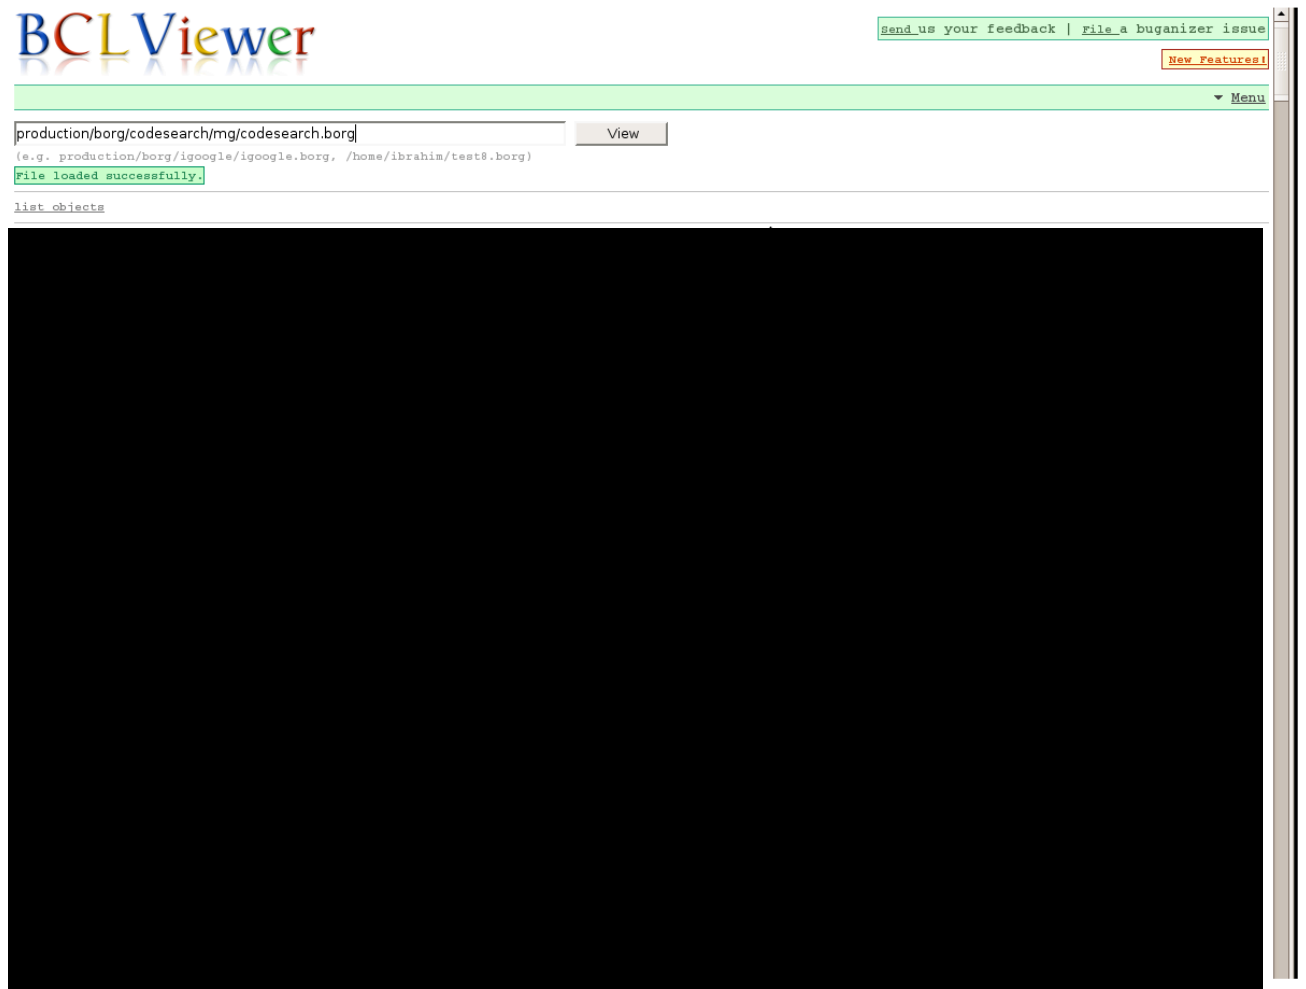 BCLViewer
Send us your feedback | File a buganizer issue
New Features!
Menu
production/borg/codesearch/mg/codesearch.borg
View
(e.g. production/borg/igoogle/igoogle.borg, /home/ibrahim/test8.borg)
File loaded successfully.
list objects